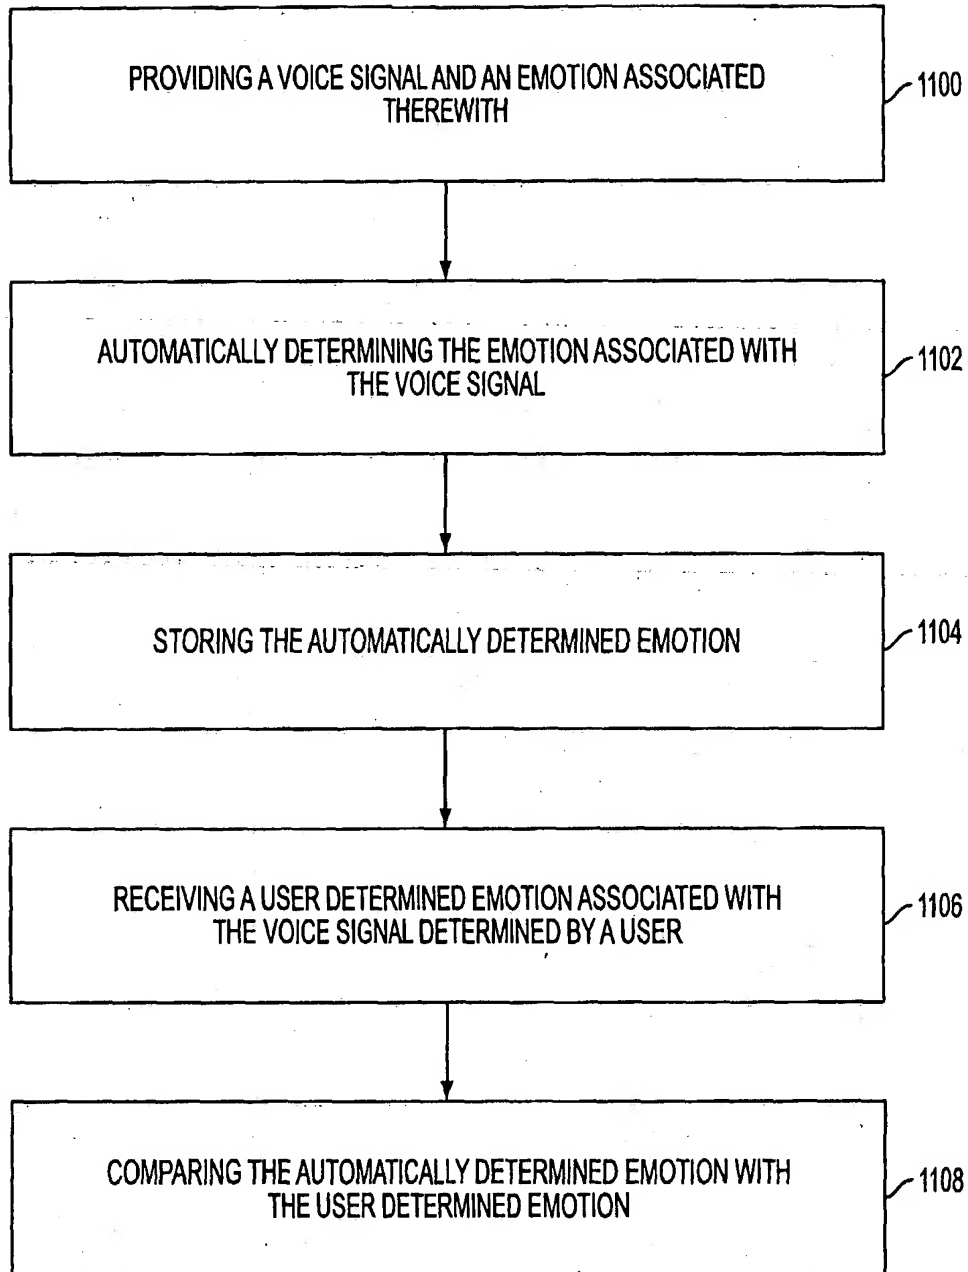 PROVIDING A VOICE SIGNAL AND AN EMOTION ASSOCIATED
THEREWITH
1100
AUTOMATICALLY DETERMINING THE EMOTION ASSOCIATED WITH
THE VOICE SIGNAL
1102
STORING THE AUTOMATICALLY DETERMINED EMOTION
1104
RECEIVING A USER DETERMINED EMOTION ASSOCIATED WITH
THE VOICE SIGNAL DETERMINED BY A USER
1106
COMPARING THE AUTOMATICALLY DETERMINED EMOTION WITH
THE USER DETERMINED EMOTION
1108